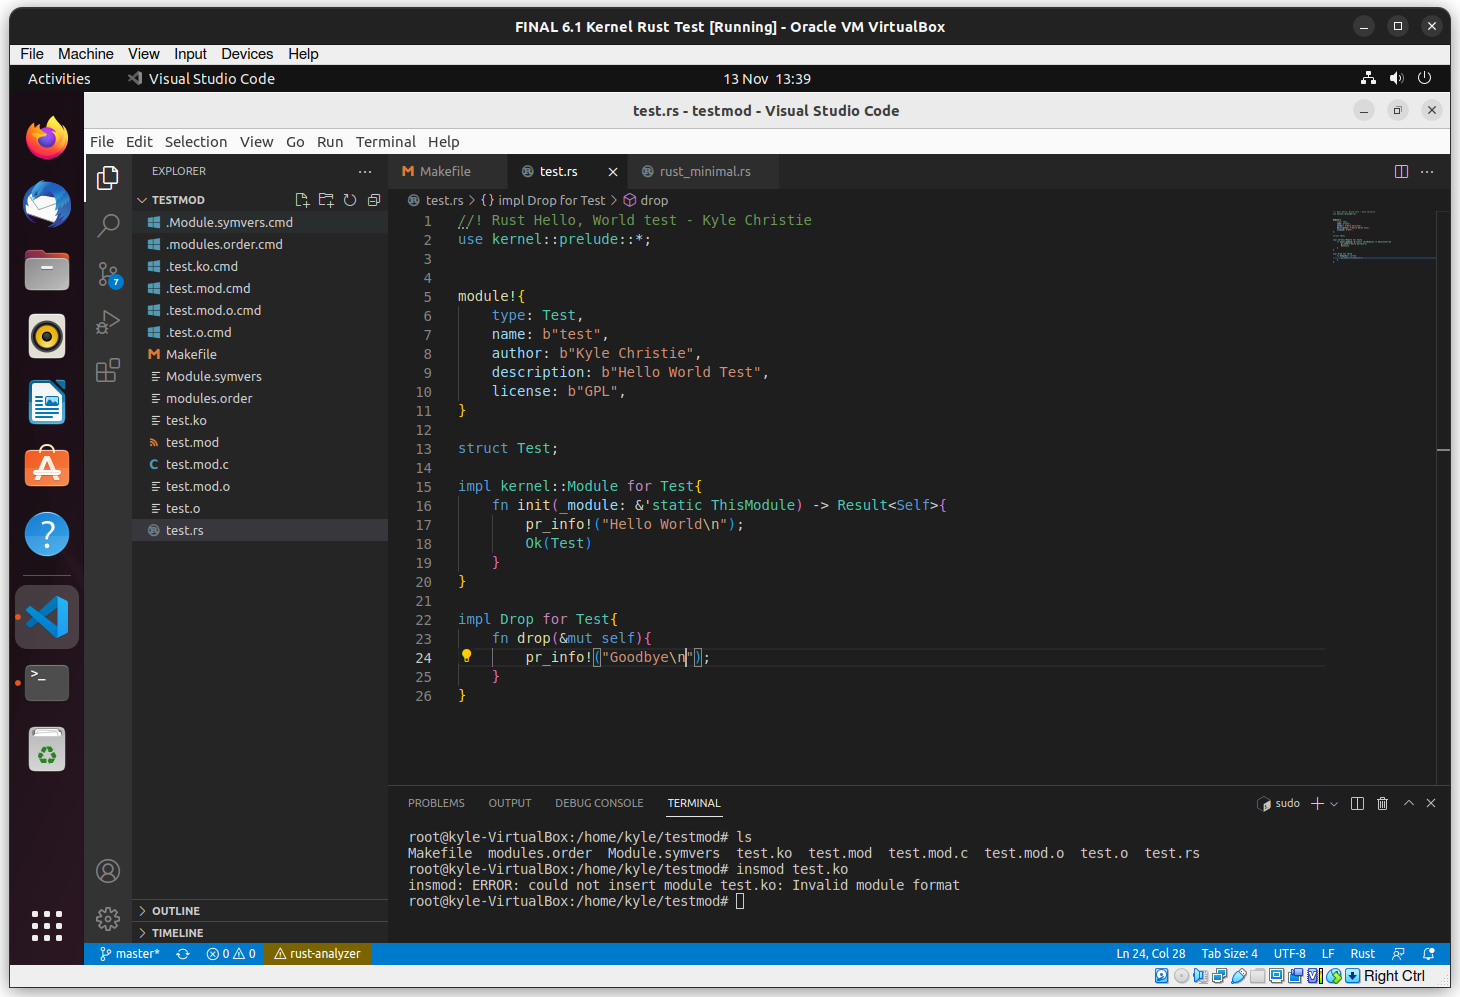 FINAL 6.1 Kernel Rust Test [Running] - Oracle VM VirtualBox
File Machine View Input Devices Help
Activities Visual Studio Code 13 Nov 13:39
test.rs - testmod - Visual Studio Code
File Edit Selection View Go Run Terminal Help
EXPLORER
TESTMOD
.Module.symvers.cmd
.modules.order.cmd
.test.ko.cmd
.test.mod.cmd
.test.mod.o.cmd
.test.o.cmd
M Makefile
Module.symvers
modules.order
test.ko
test.mod
C test.mod.c
test.mod.o
test.o
test.rs
OUTLINE
TIMELINE
7
M Makefile test.rs rust_minimal.rs
test.rs > {} impl Drop for Test > drop
1 //! Rust Hello, World test - Kyle Christie
2 use kernel::prelude::*;
3
4
5 module!{
6 type: Test,
7 name: b"test",
8 author: b"Kyle Christie",
9 description: b"Hello World Test",
10 license: b"GPL",
11 }
12
13 struct Test;
14
15 impl kernel::Module for Test{
16 fn init(_module: &'static ThisModule) -> Result<Self>{
17 pr_info!("Hello World\n");
18 Ok(Test)
19 }
20 }
21
22 impl Drop for Test{
23 fn drop(&mut self){
24 pr_info!("Goodbye\n");
25 }
26 }
PROBLEMS OUTPUT DEBUG CONSOLE TERMINAL sudo
root@kyle-VirtualBox:/home/kyle/testmod# ls
Makefile modules.order Module.symvers test.ko test.mod test.mod.c test.mod.o test.o test.rs
root@kyle-VirtualBox:/home/kyle/testmod# insmod test.ko
insmod: ERROR: could not insert module test.ko: Invalid module format
root@kyle-VirtualBox:/home/kyle/testmod#
master* 0 0 rust-analyzer Ln 24, Col 28 Tab Size: 4 UTF-8 LF Rust
Right Ctrl